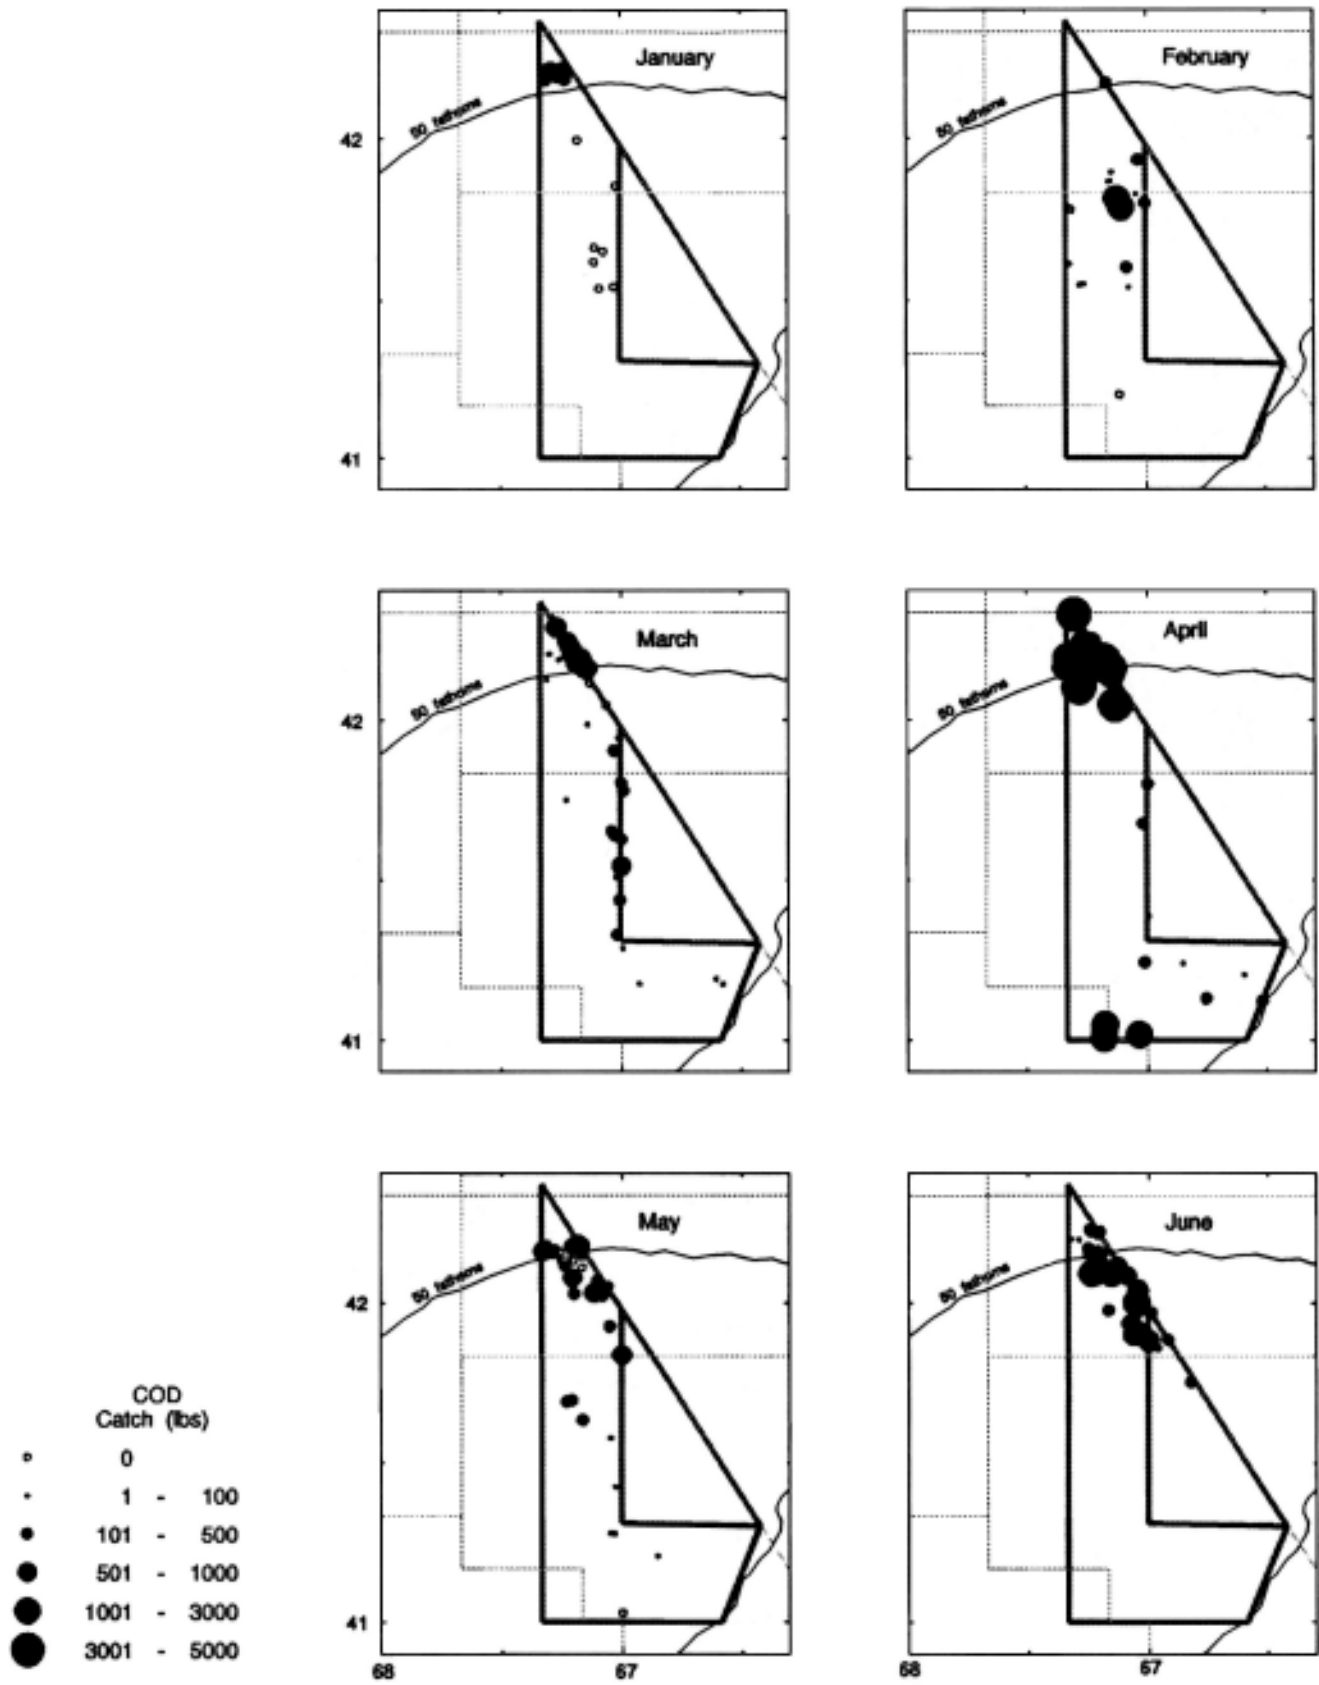 January
February
50 fathoms
50 fathoms
42
41
March
April
50 fathoms
50 fathoms
42
41
May
June
50 fathoms
50 fathoms
42
41
68
67
68
67
COD
Catch (lbs)
0
1 - 100
101 - 500
501 - 1000
1001 - 3000
3001 - 5000